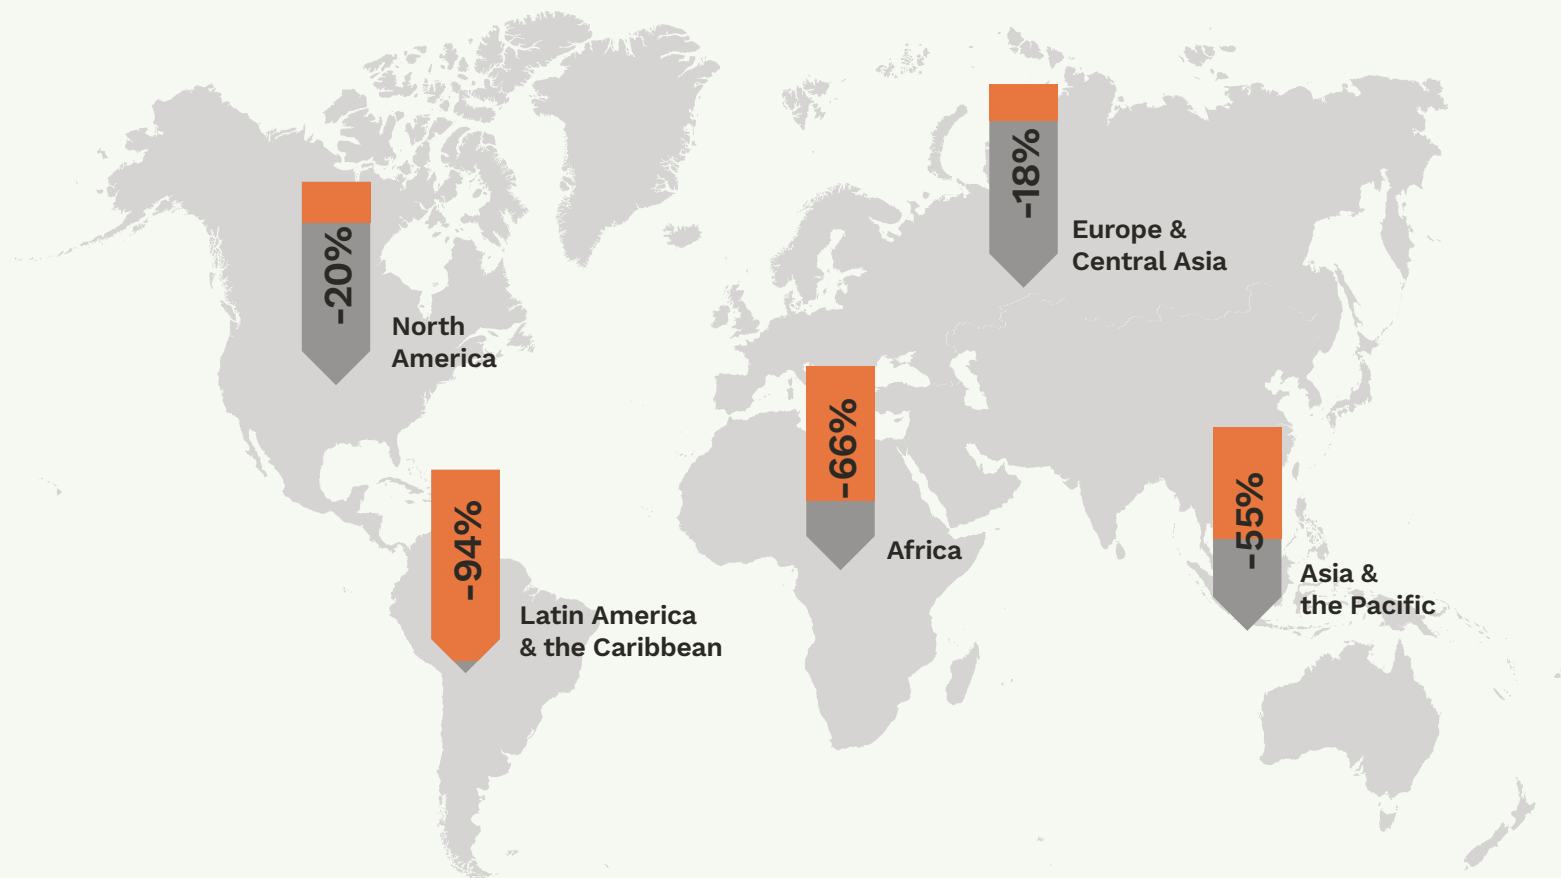 -18%
Europe &
Central Asia
-20%
North
America
-66%
Africa
-55%
Asia &
the Pacific
-94%
Latin America
& the Caribbean